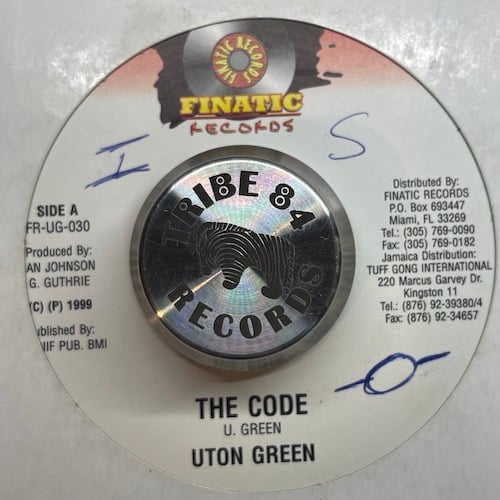 FINATIC RECORDS
FINATIC
RECORDS
I S
SIDE A
FR-UG-030
Produced By:
AN JOHNSON
G. GUTHRIE
(C) (P) 1999
ublished By:
NIF PUB. BMI
TRIBE 84
RECORDS
Distributed By:
FINATIC RECORDS
P.O. Box 693447
Miami, FL 33269
Tel.: (305) 769-0090
Fax: (305) 769-0182
Jamaica Distribution:
TUFF GONG INTERNATIONAL
220 Marcus Garvey Dr.
Kingston 11
Tel.: (876) 92-39380/4
Fax: (876) 92-34657
THE CODE
U. GREEN
UTON GREEN